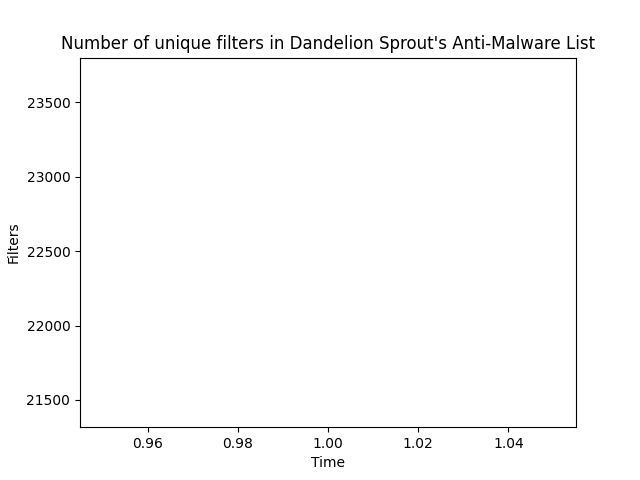 Number of unique filters in Dandelion Sprout's Anti-Malware List
23500
23000
22500
22000
21500
Filters
0.96 0.98 1.00 1.02 1.04
Time